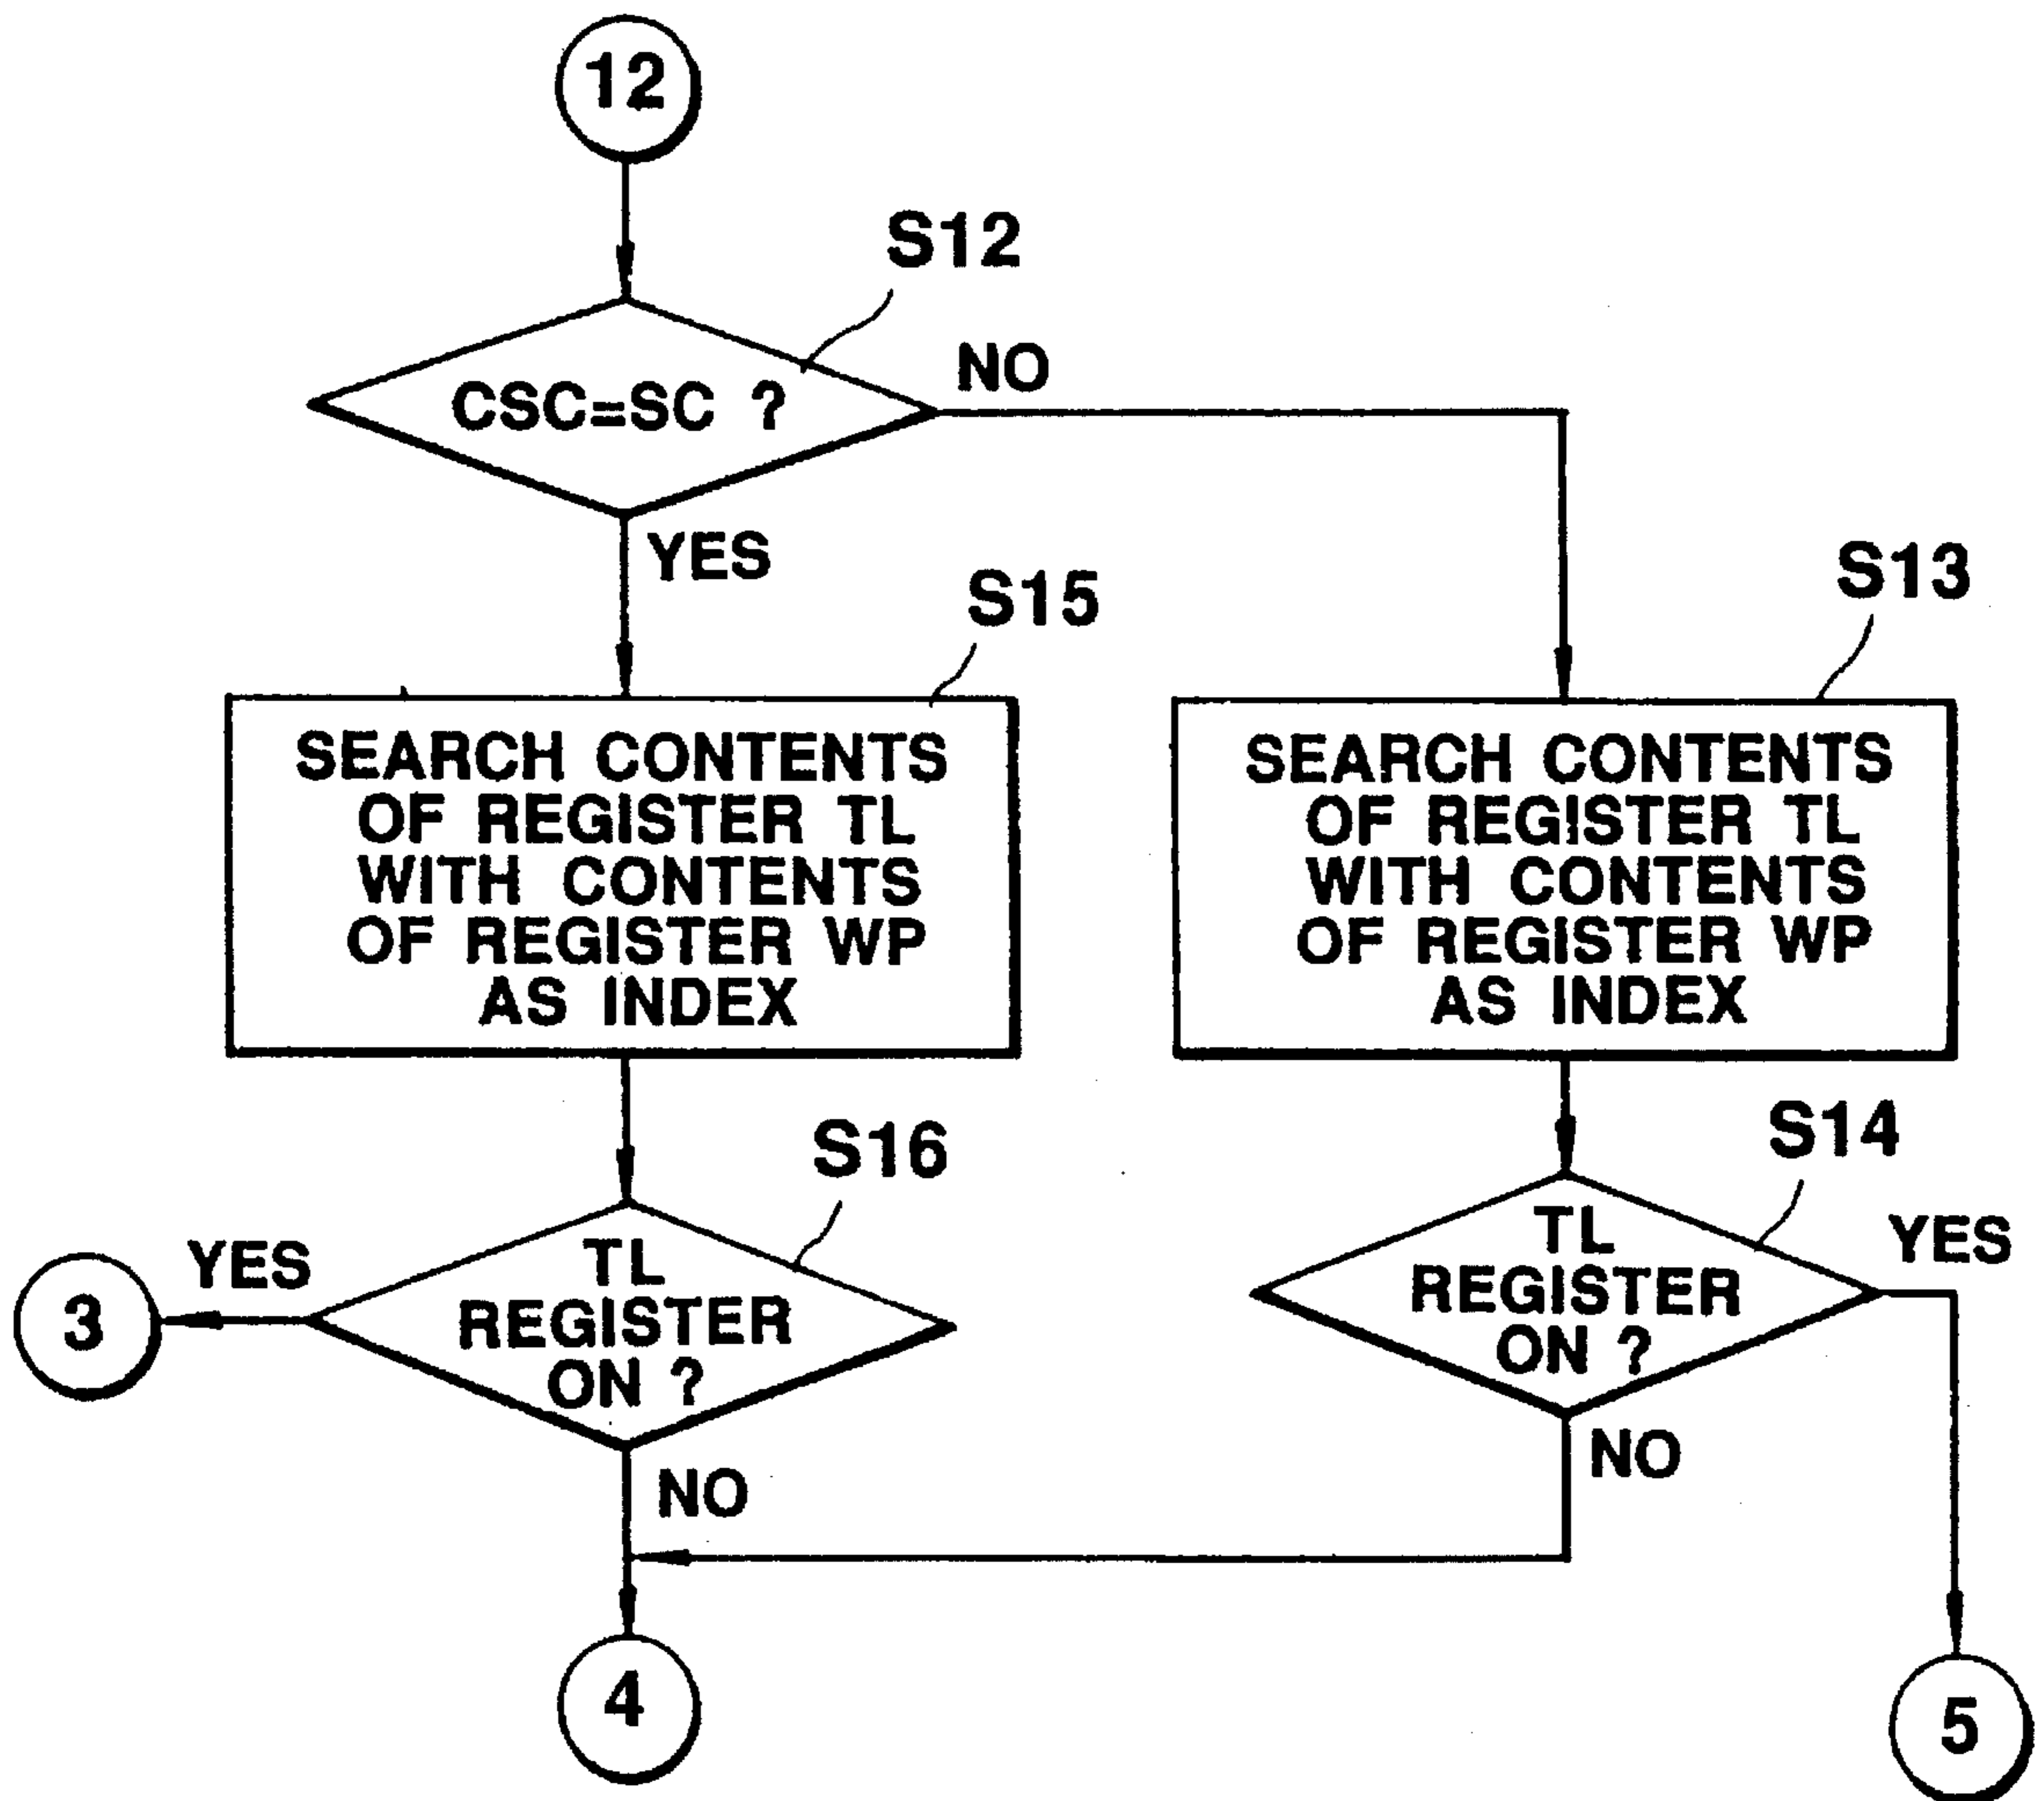 12
S12
CSC=SC ?
NO
YES
S15
SEARCH CONTENTS
OF REGISTER TL
WITH CONTENTS
OF REGISTER WP
AS INDEX
S13
SEARCH CONTENTS
OF REGISTER TL
WITH CONTENTS
OF REGISTER WP
AS INDEX
S16
TL
REGISTER
ON ?
YES
3
NO
S14
TL
REGISTER
ON ?
YES
NO
4
5